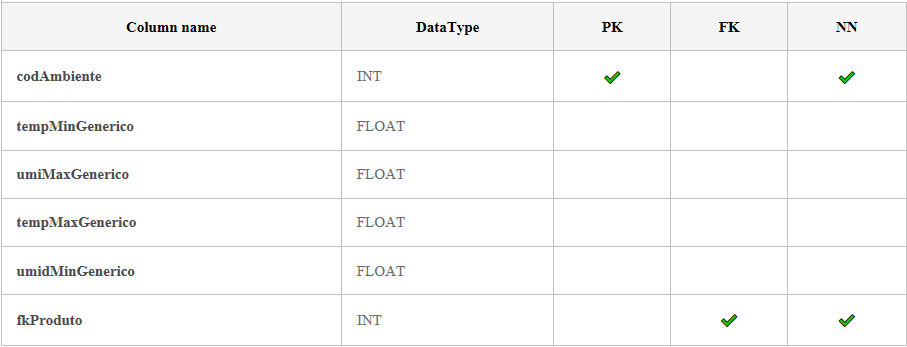 Column name DataType PK FK NN
codAmbiente INT
tempMinGenerico FLOAT
umiMaxGenerico FLOAT
tempMaxGenerico FLOAT
umidMinGenerico FLOAT
fkProduto INT